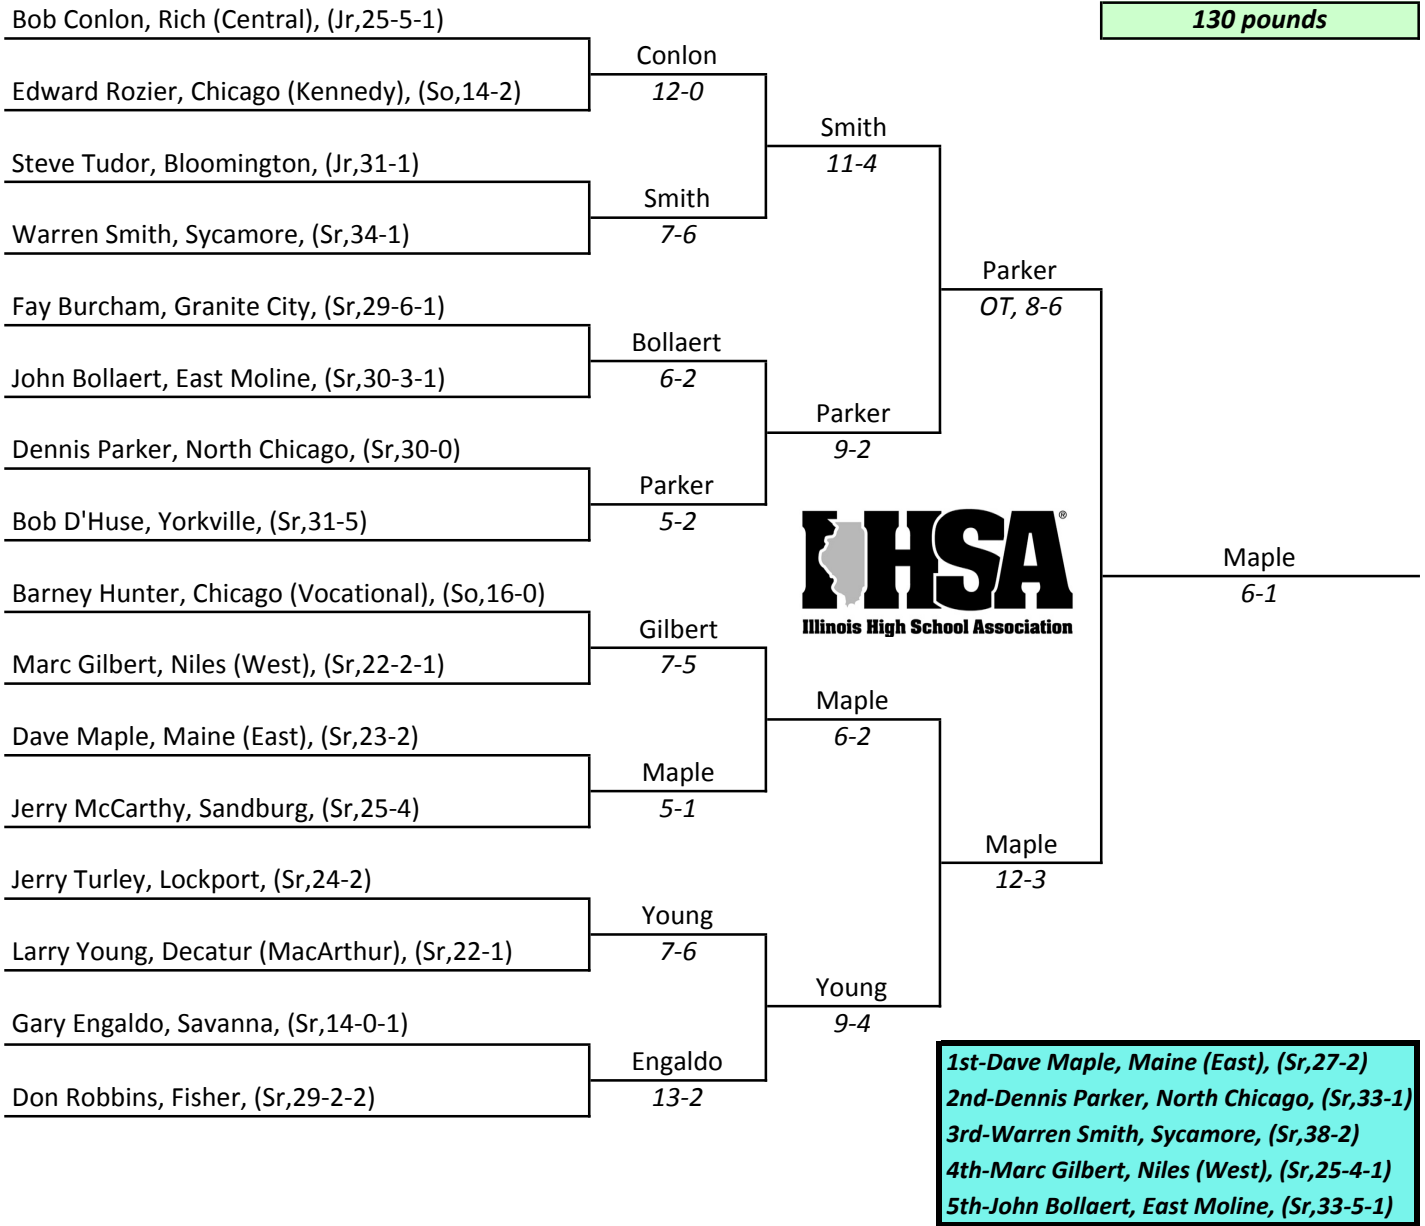 Bob Conlon, Rich (Central), (Jr,25-5-1)
130 pounds
Conlon
Edward Rozier, Chicago (Kennedy), (So,14-2)
12-0
Smith
Steve Tudor, Bloomington, (Jr,31-1)
11-4
Smith
Warren Smith, Sycamore, (Sr,34-1)
7-6
Parker
Fay Burcham, Granite City, (Sr,29-6-1)
OT, 8-6
Bollaert
John Bollaert, East Moline, (Sr,30-3-1)
6-2
Parker
Dennis Parker, North Chicago, (Sr,30-0)
9-2
Parker
Bob D'Huse, Yorkville, (Sr,31-5)
5-2
IHSA®
Maple
Barney Hunter, Chicago (Vocational), (So,16-0)
6-1
Illinois High School Association
Gilbert
Marc Gilbert, Niles (West), (Sr,22-2-1)
7-5
Maple
Dave Maple, Maine (East), (Sr,23-2)
6-2
Maple
Jerry McCarthy, Sandburg, (Sr,25-4)
5-1
Maple
Jerry Turley, Lockport, (Sr,24-2)
12-3
Young
Larry Young, Decatur (MacArthur), (Sr,22-1)
7-6
Young
Gary Engaldo, Savanna, (Sr,14-0-1)
9-4
Engaldo
Don Robbins, Fisher, (Sr,29-2-2)
13-2
1st-Dave Maple, Maine (East), (Sr,27-2)
2nd-Dennis Parker, North Chicago, (Sr,33-1)
3rd-Warren Smith, Sycamore, (Sr,38-2)
4th-Marc Gilbert, Niles (West), (Sr,25-4-1)
5th-John Bollaert, East Moline, (Sr,33-5-1)